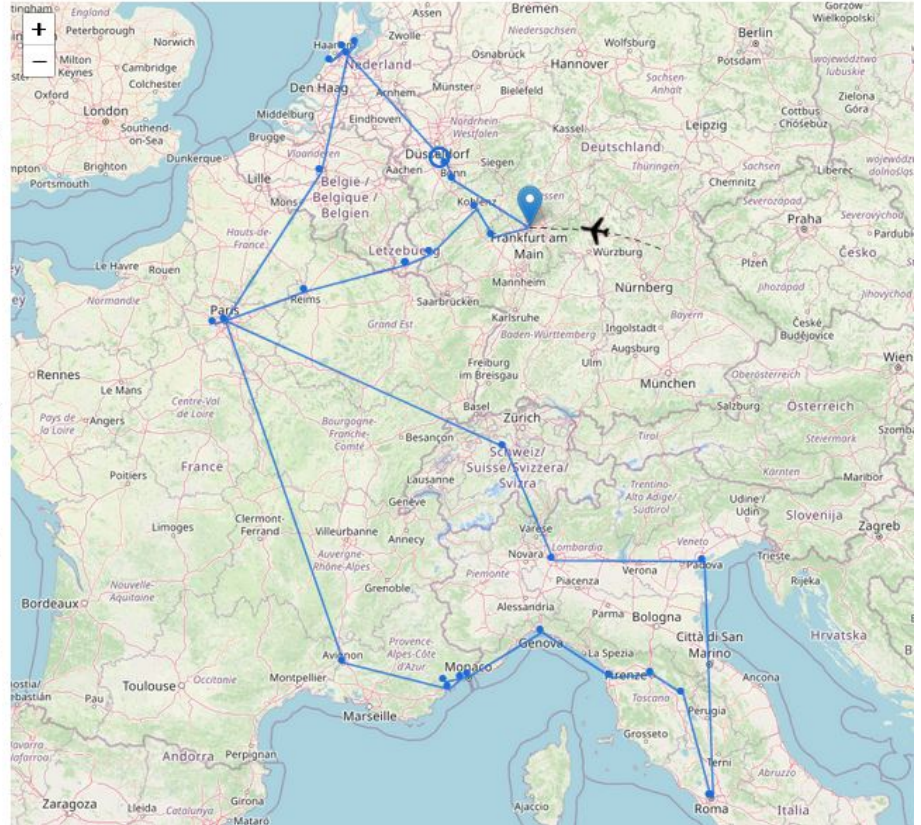 +
−
England
Peterborough
Norwich
Milton
Keynes
Cambridge
Colchester
Oxford
London
Southend-
on-Sea
Brighton
Portsmouth
Dunkerque
Haarlem
Den Haag
Middelburg
Brugge
Vlaanderen
Lille
Mons
België /
Belgique /
Belgien
Assen
Zwolle
Nederland
Arnhem
Eindhoven
Bremen
Niedersachsen
Osnabrück
Wolfsburg
Hannover
Münster
Bielefeld
Nordrhein-
Westfalen
Düsseldorf
Aachen
Bonn
Siegen
Kassel
Koblenz
Frankfurt am
Main
Deutschland
Thüringen
Sachsen-
Anhalt
Leipzig
Berlin
Potsdam
Cottbus
Chóśebuz
Gorzów
Wielkopolski
województwo
lubuskie
Zielona
Góra
Sachsen
Chemnitz
Liberec
Severozápad
Severovýchod
Praha
Česko
Plzeň
Jihozápad
České
Budějovice
Würzburg
Nürnberg
Bayern
Ingolstadt
Augsburg
München
Ulm
Mannheim
Karlsruhe
Baden-Württemberg
Freiburg
im Breisgau
Saarbrücken
Letzebuerg
Hauts-de-
France
Le Havre
Rouen
Normandie
Paris
Reims
Grand Est
Rennes
Le Mans
Angers
Pays de
la Loire
Centre-Val
de Loire
Bourgogne-
Franche-
Comté
Besançon
Basel
Zürich
Schweiz/
Suisse/Svizzera/
Svizra
Lausanne
Genève
Annecy
Poitiers
France
Limoges
Clermont-
Ferrand
Villeurbanne
Auvergne-
Rhône-Alpes
Grenoble
Nouvelle-
Aquitaine
Bordeaux
Salzburg
Oberösterreich
Wien
Österreich
Steiermark
Tirol
Kärnten
Maribor
Trentino-
Alto Adige/
Südtirol
Udine/
Udin
Slovenija
Zagreb
Trieste
Rijeka
Hrvatska
Varese
Novara
Lombardia
Veneto
Padova
Verona
Piemonte
Piacenza
Alessandria
Parma
Bologna
Genova
La Spezia
Città di San
Marino
Ancona
Firenze
Toscana
Perugia
Grosseto
Terni
Abruzzo
Roma
Italia
Avignon
Provence-
Alpes-Côte
d'Azur
Monaco
Montpellier
Occitanie
Toulouse
Marseille
Pau
Andorra
Perpignan
Zaragoza
Lleida
Catalunya
Girona
Mataró
Ajaccio